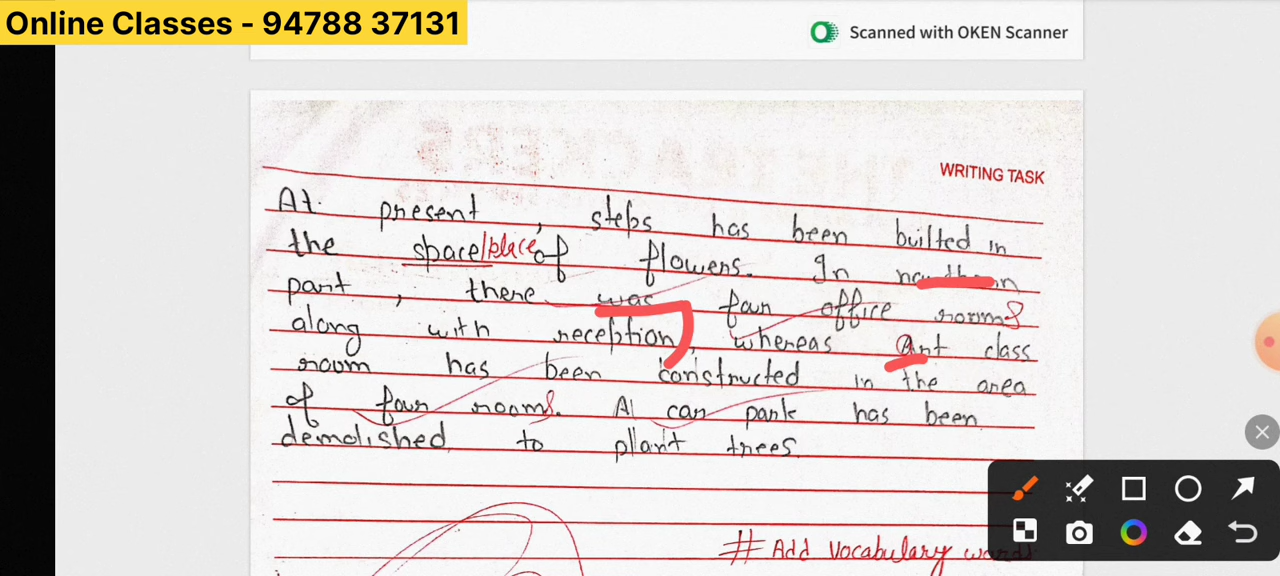 Online Classes - 94788 37131
Scanned with OKEN Scanner
WRITING TASK
At present, steps has been builted in
the space/place of flowers. In northern
part, there was four office rooms
along with reception, whereas Art class
room has been constructed in the area
of four rooms. A car park has been
demolished to plant trees
# Add vocabulary words